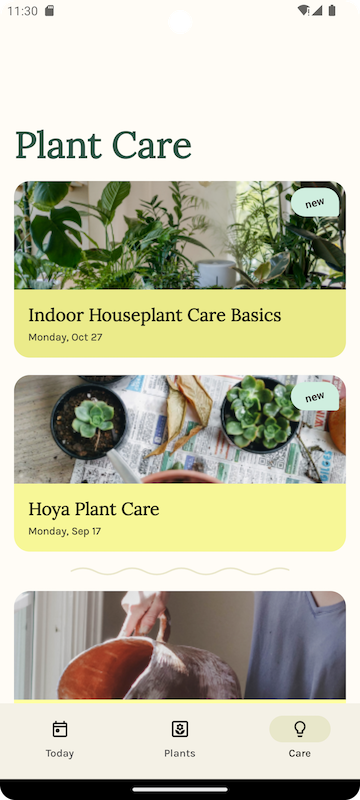 11:30
Plant Care
new
Indoor Houseplant Care Basics
Monday, Oct 27
new
Hoya Plant Care
Monday, Sep 17
Today
Plants
Care